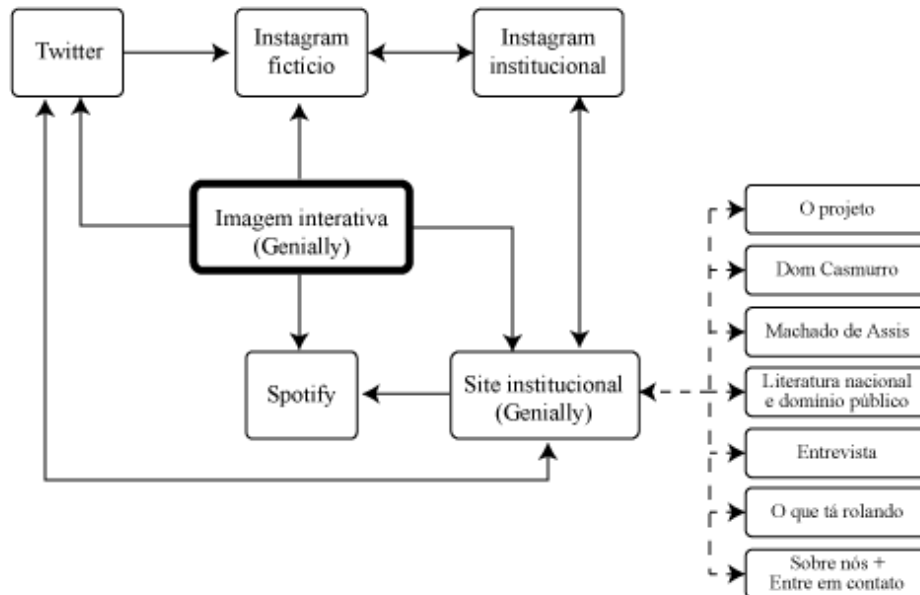 Twitter
Instagram
fictício
Instagram
institucional
Imagem interativa
(Genially)
Spotify
Site institucional
(Genially)
O projeto
Dom Casmurro
Machado de Assis
Literatura nacional
e domínio público
Entrevista
O que tá rolando
Sobre nós +
Entre em contato